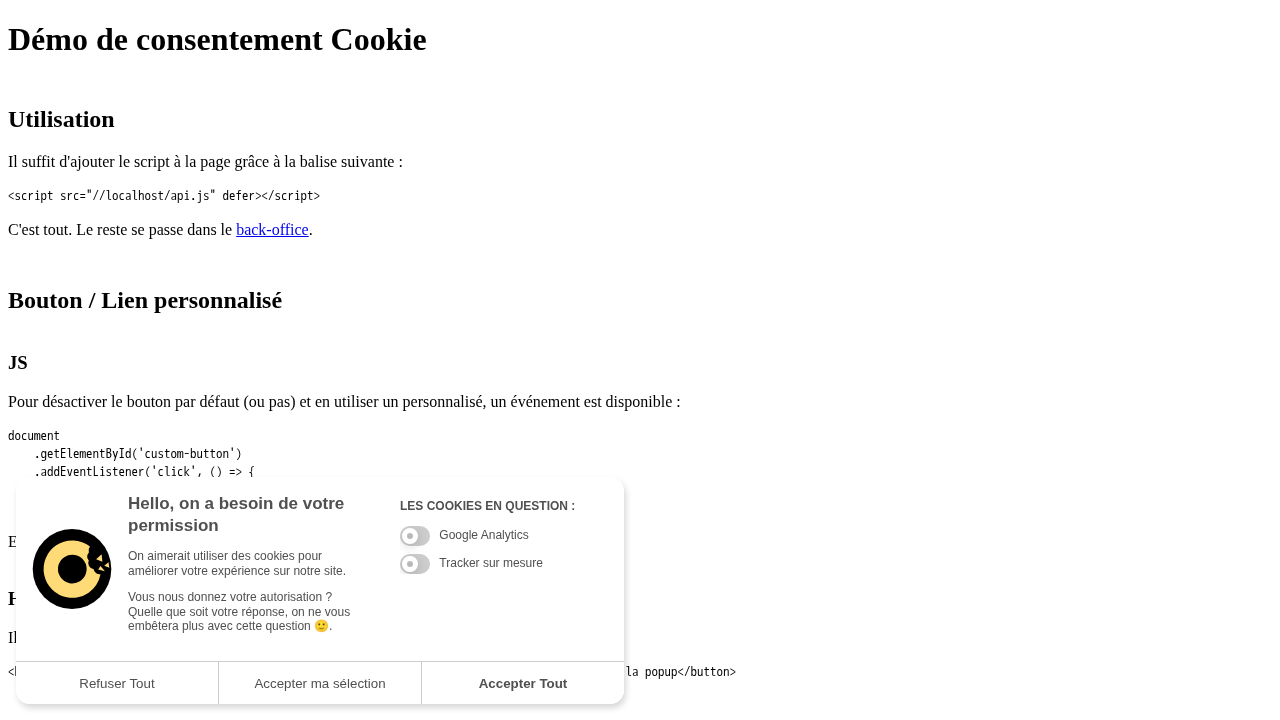 Démo de consentement Cookie
Utilisation
Il suffit d'ajouter le script à la page grâce à la balise suivante :
<script src="//localhost/api.js" defer></script>
C'est tout. Le reste se passe dans le back-office.
Bouton / Lien personnalisé
JS
Pour désactiver le bouton par défaut (ou pas) et en utiliser un personnalisé, un événement est disponible :
document
.getElementById('custom-button')
.addEventListener('click', () => {
Hello, on a besoin de votre
permission
On aimerait utiliser des cookies pour
améliorer votre expérience sur notre site.
Vous nous donnez votre autorisation ?
Quelle que soit votre réponse, on ne vous
embêtera plus avec cette question 🙂.
LES COOKIES EN QUESTION :
Google Analytics
Tracker sur mesure
la popup</button>
Refuser Tout
Accepter ma sélection
Accepter Tout